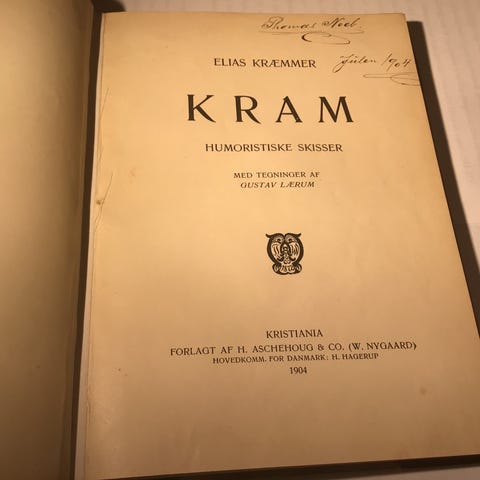 Thomas
Julen 1904
ELIAS KRÆMMER
KRAM
HUMORISTISKE SKISSER
MED TEGNINGER AF
GUSTAV LÆRUM
KRISTIANIA
FORLAGT AF H. ASCHEHOUG & CO. (W. NYGAARD)
HOVEDKOMM. FOR DANMARK: H. HAGERUP
1904